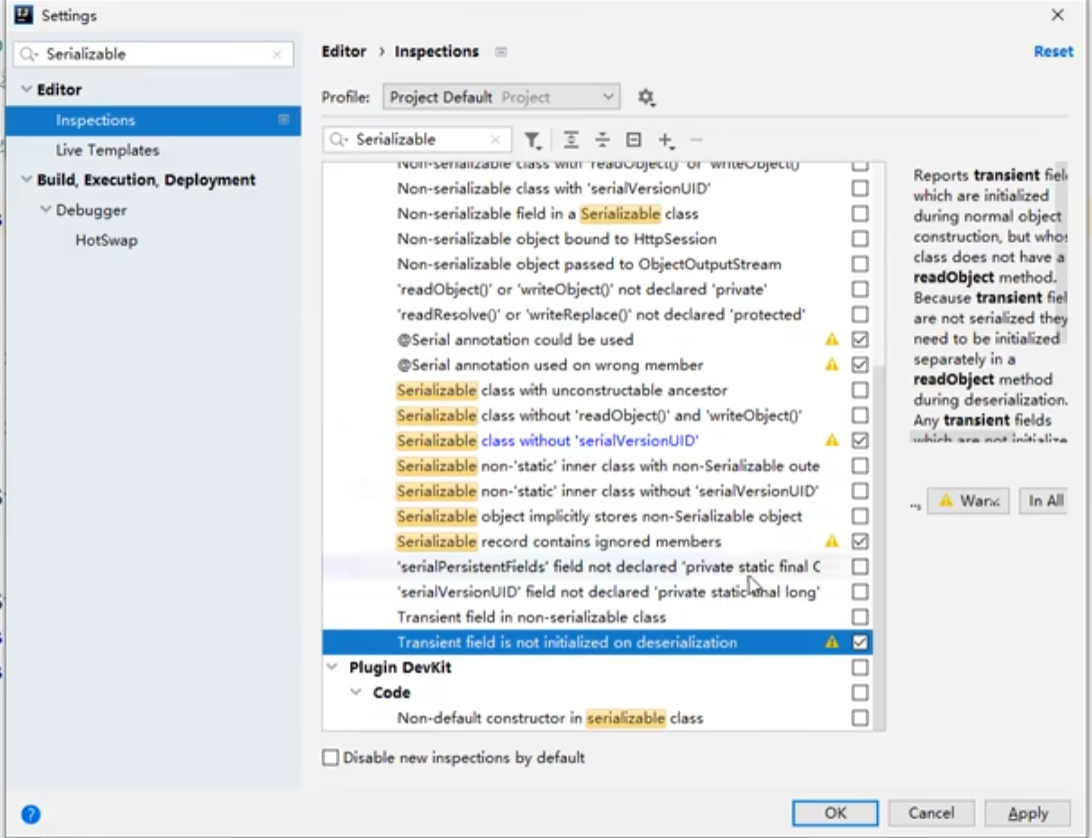 Settings
Serializable
Editor
Inspections
Live Templates
Build, Execution, Deployment
Debugger
HotSwap
Editor › Inspections
Reset
Profile: Project Default Project
Serializable
Non-serializable class with 'readObject()' or 'writeObject()'
Non-serializable class with 'serialVersionUID'
Non-serializable field in a Serializable class
Non-serializable object bound to HttpSession
Non-serializable object passed to ObjectOutputStream
'readObject()' or 'writeObject()' not declared 'private'
'readResolve()' or 'writeReplace()' not declared 'protected'
@Serial annotation could be used
@Serial annotation used on wrong member
Serializable class with unconstructable ancestor
Serializable class without 'readObject()' and 'writeObject()'
Serializable class without 'serialVersionUID'
Serializable non-'static' inner class with non-Serializable oute
Serializable non-'static' inner class without 'serialVersionUID'
Serializable object implicitly stores non-Serializable object
Serializable record contains ignored members
'serialPersistentFields' field not declared 'private static final O
'serialVersionUID' field not declared 'private static final long'
Transient field in non-serializable class
Transient field is not initialized on deserialization
Plugin DevKit
Code
Non-default constructor in serializable class
Reports transient fiel
which are initialized
during normal object
construction, but whos
class does not have a
readObject method.
Because transient fiel
are not serialized they
need to be initialized
separately in a
readObject method
during deserialization.
Any transient fields
which are not initialize
Warn
In All
Disable new inspections by default
?
OK
Cancel
Apply